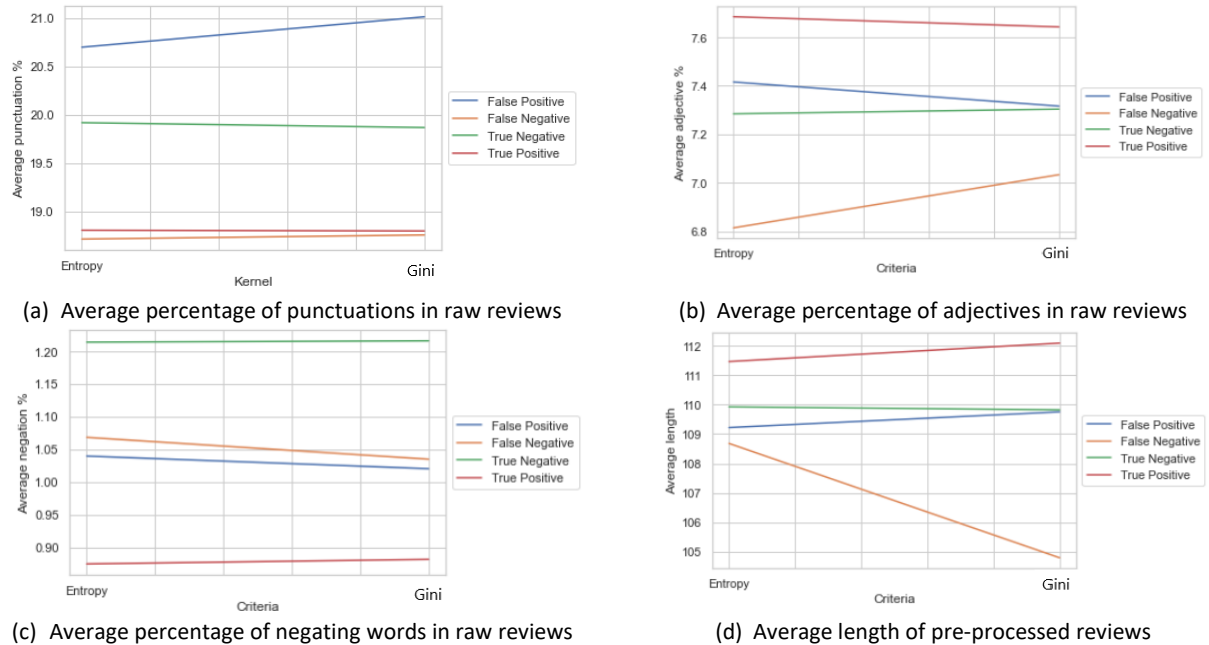 21.0
20.5
20.0
19.5
19.0
Average punctuation %
Entropy
Gini
Kernel
False Positive
False Negative
True Negative
True Positive
(a) Average percentage of punctuations in raw reviews
7.6
7.4
7.2
7.0
6.8
Average adjective %
Entropy
Gini
Criteria
False Positive
False Negative
True Negative
True Positive
(b) Average percentage of adjectives in raw reviews
1.20
1.15
1.10
1.05
1.00
0.95
0.90
Average negation %
Entropy
Gini
Criteria
False Positive
False Negative
True Negative
True Positive
(c) Average percentage of negating words in raw reviews
112
111
110
109
108
107
106
105
Average length
Entropy
Gini
Criteria
False Positive
False Negative
True Negative
True Positive
(d) Average length of pre-processed reviews